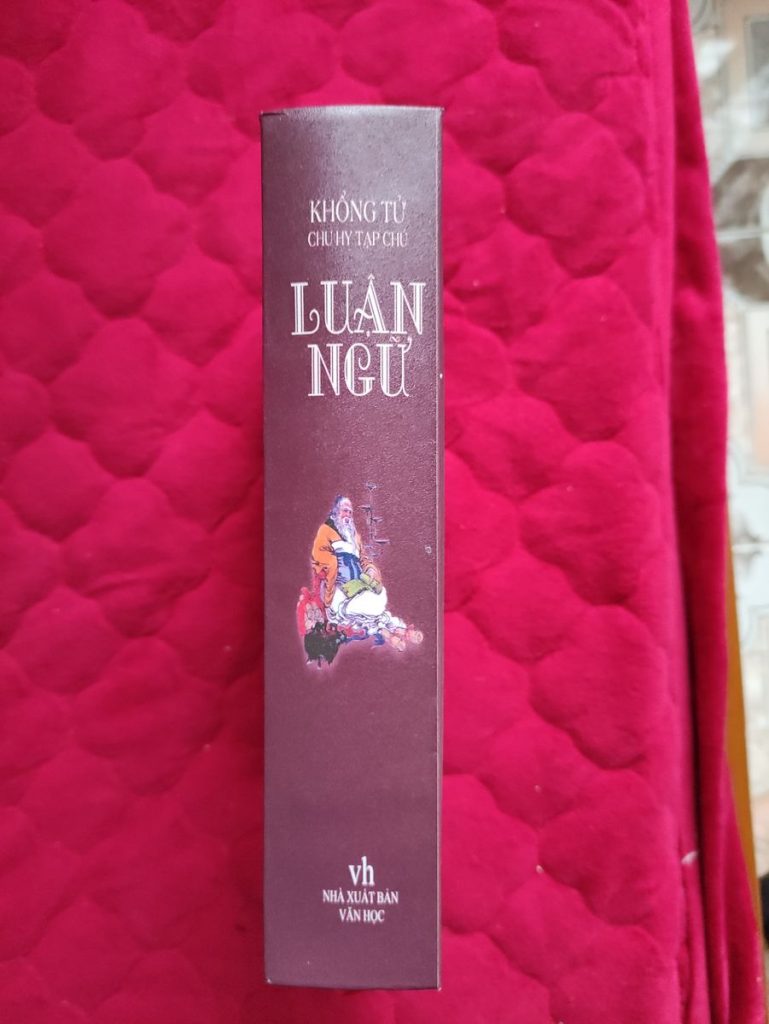 KHỔNG TỬ
CHU HY TẬP CHÚ
LUẬN
NGỮ
vh
NHÀ XUẤT BẢN
VĂN HỌC